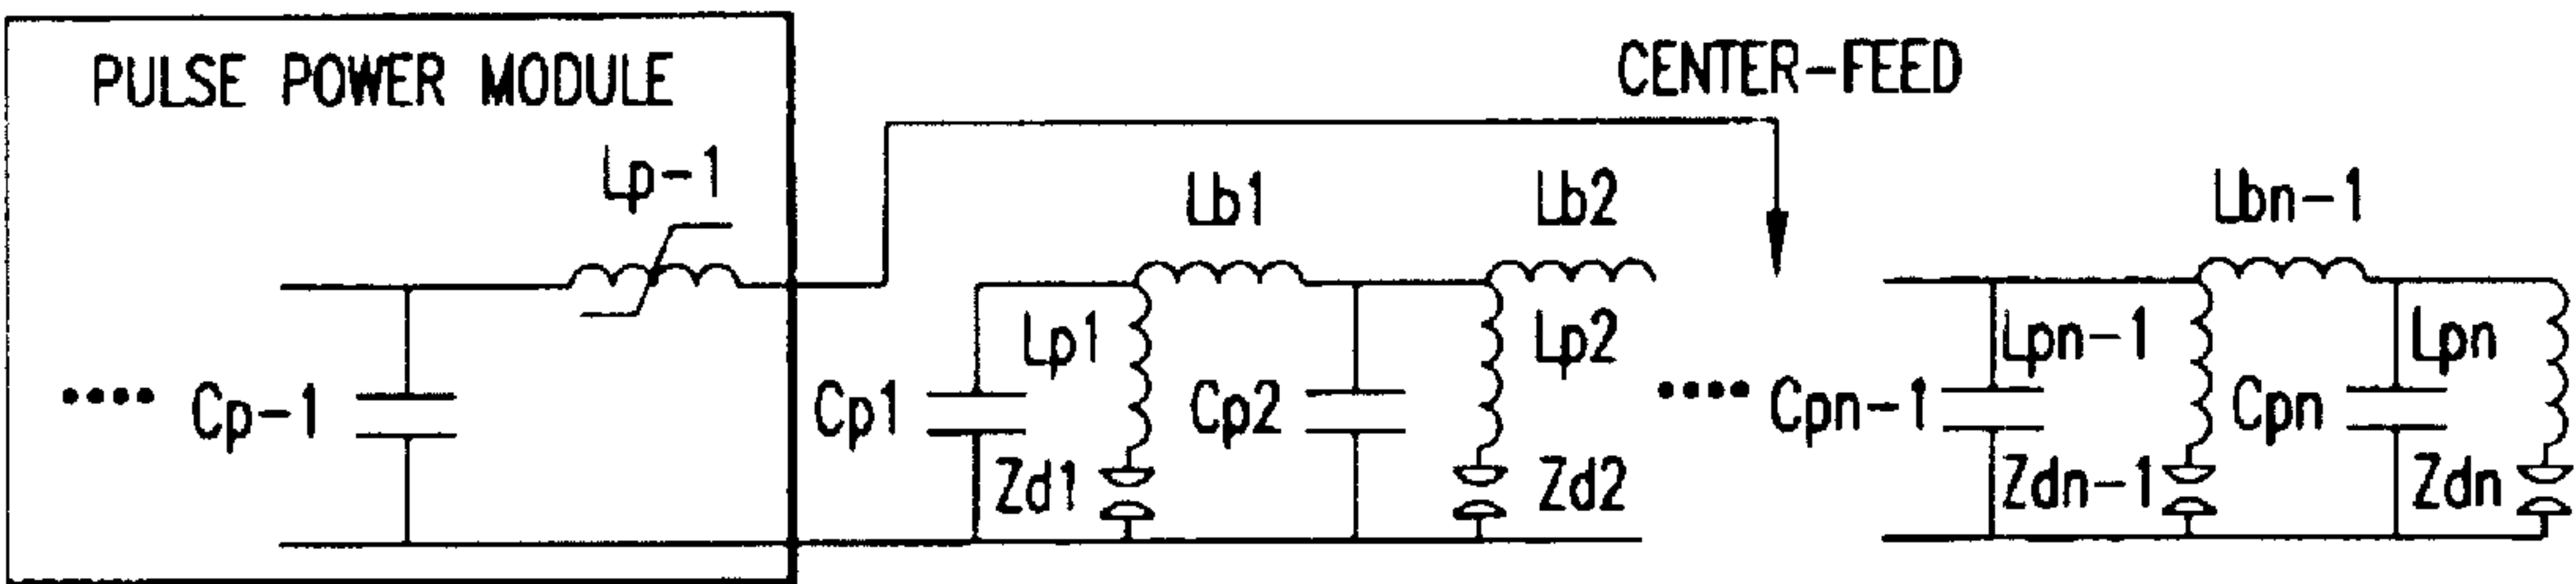 PULSE POWER MODULE
CENTER-FEED
Lp-1
Lb1
Lb2
Lbn-1
Lp1
Lp2
Lpn-1
Lpn
Cp-1
Cp1
Cp2
Cpn-1
Cpn
Zd1
Zd2
Zdn-1
Zdn